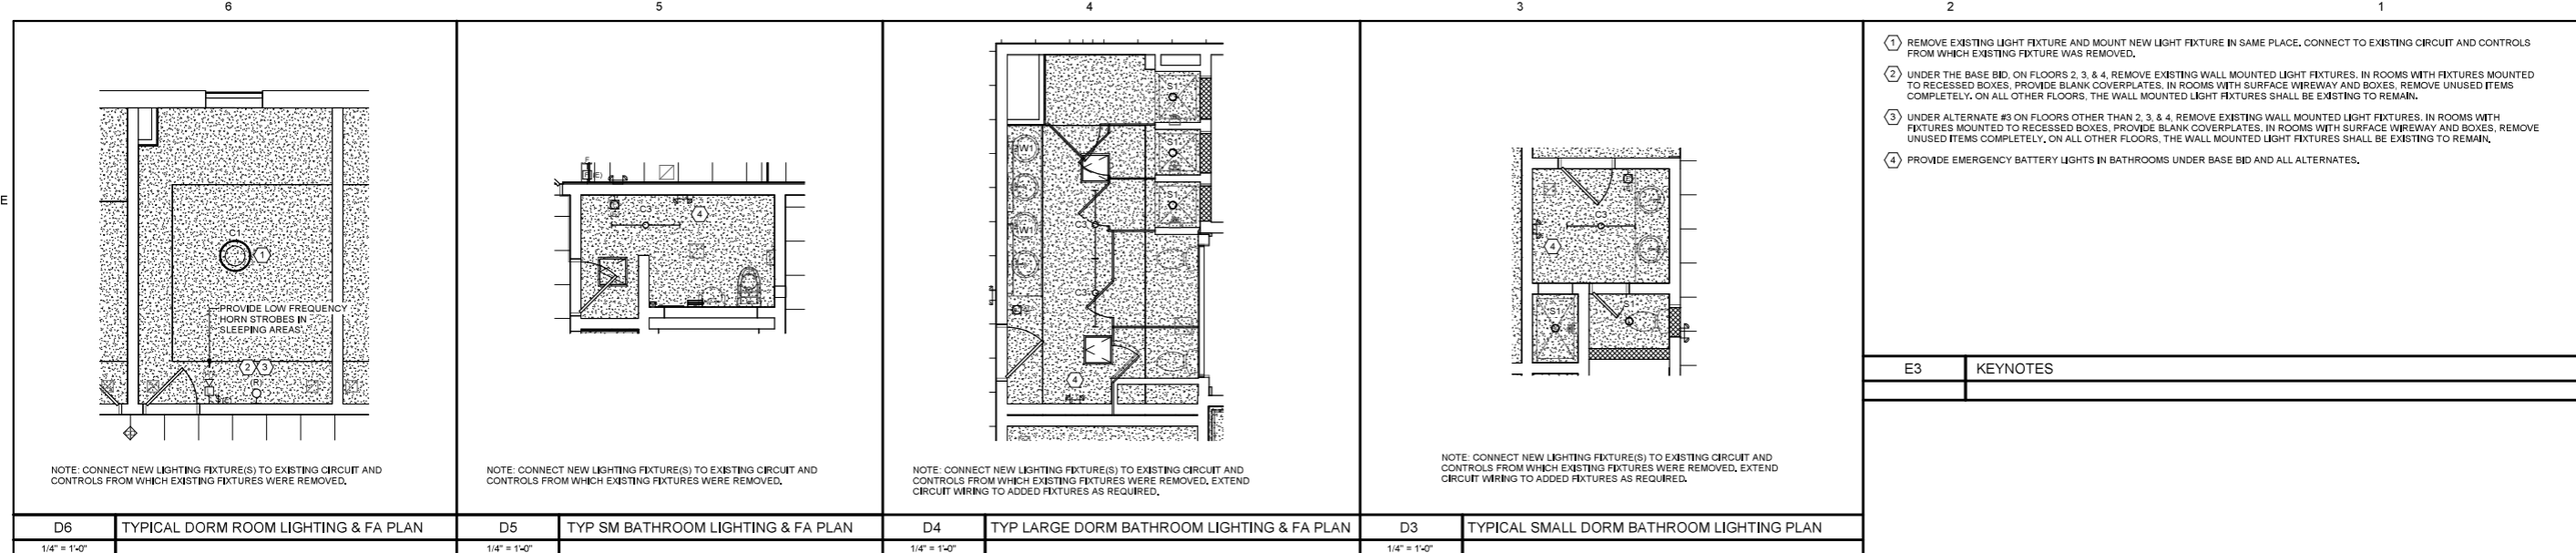 6
5
4
3
2
1
E
C1
1
PROVIDE LOW FREQUENCY
HORN STROBES IN
SLEEPING AREAS
2
3
(R)
NOTE: CONNECT NEW LIGHTING FIXTURE(S) TO EXISTING CIRCUIT AND
CONTROLS FROM WHICH EXISTING FIXTURES WERE REMOVED.
D6
TYPICAL DORM ROOM LIGHTING & FA PLAN
1/4" = 1'-0"
F
(E)
C3
4
NOTE: CONNECT NEW LIGHTING FIXTURE(S) TO EXISTING CIRCUIT AND
CONTROLS FROM WHICH EXISTING FIXTURES WERE REMOVED.
D5
TYP SM BATHROOM LIGHTING & FA PLAN
1/4" = 1'-0"
S1
W1
S1
S1
W1
C3
C3
4
NOTE: CONNECT NEW LIGHTING FIXTURE(S) TO EXISTING CIRCUIT AND
CONTROLS FROM WHICH EXISTING FIXTURES WERE REMOVED. EXTEND
CIRCUIT WIRING TO ADDED FIXTURES AS REQUIRED.
D4
TYP LARGE DORM BATHROOM LIGHTING & FA PLAN
1/4" = 1'-0"
C3
4
S1
S1
NOTE: CONNECT NEW LIGHTING FIXTURE(S) TO EXISTING CIRCUIT AND
CONTROLS FROM WHICH EXISTING FIXTURES WERE REMOVED. EXTEND
CIRCUIT WIRING TO ADDED FIXTURES AS REQUIRED.
D3
TYPICAL SMALL DORM BATHROOM LIGHTING PLAN
1/4" = 1'-0"
1 REMOVE EXISTING LIGHT FIXTURE AND MOUNT NEW LIGHT FIXTURE IN SAME PLACE. CONNECT TO EXISTING CIRCUIT AND CONTROLS
FROM WHICH EXISTING FIXTURE WAS REMOVED.
2 UNDER THE BASE BID, ON FLOORS 2, 3, & 4, REMOVE EXISTING WALL MOUNTED LIGHT FIXTURES. IN ROOMS WITH FIXTURES MOUNTED
TO RECESSED BOXES, PROVIDE BLANK COVERPLATES. IN ROOMS WITH SURFACE WIREWAY AND BOXES, REMOVE UNUSED ITEMS
COMPLETELY. ON ALL OTHER FLOORS, THE WALL MOUNTED LIGHT FIXTURES SHALL BE EXISTING TO REMAIN.
3 UNDER ALTERNATE #3 ON FLOORS OTHER THAN 2, 3, & 4, REMOVE EXISTING WALL MOUNTED LIGHT FIXTURES. IN ROOMS WITH
FIXTURES MOUNTED TO RECESSED BOXES, PROVIDE BLANK COVERPLATES. IN ROOMS WITH SURFACE WIREWAY AND BOXES, REMOVE
UNUSED ITEMS COMPLETELY. ON ALL OTHER FLOORS, THE WALL MOUNTED LIGHT FIXTURES SHALL BE EXISTING TO REMAIN.
4 PROVIDE EMERGENCY BATTERY LIGHTS IN BATHROOMS UNDER BASE BID AND ALL ALTERNATES.
E3
KEYNOTES